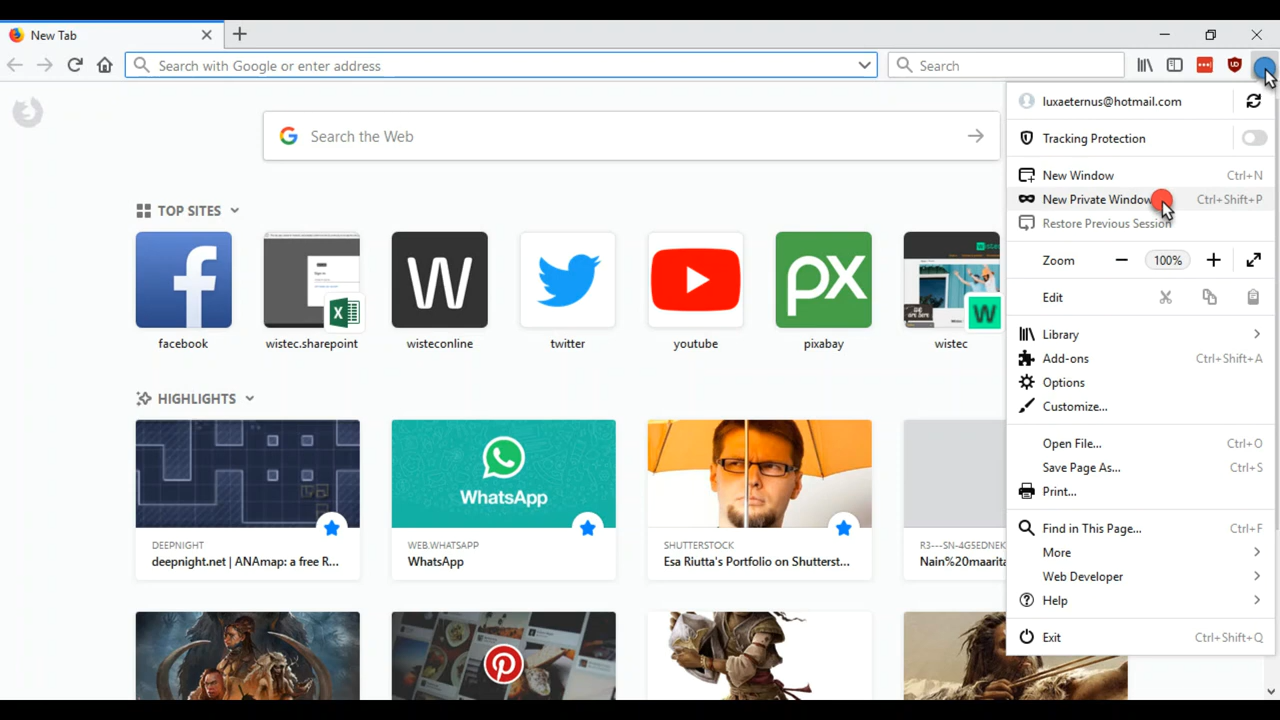 New Tab
Search with Google or enter address
Search
luxaeternus@hotmail.com
Tracking Protection
New Window Ctrl+N
New Private Window Ctrl+Shift+P
Restore Previous Session
Zoom 100%
Edit
Library
Add-ons Ctrl+Shift+A
Options
Customize...
Open File... Ctrl+O
Save Page As... Ctrl+S
Print...
Find in This Page... Ctrl+F
More
Web Developer
Help
Exit Ctrl+Shift+Q
Search the Web
TOP SITES
f
X
W
px
W
facebook
wistec.sharepoint
wisteconline
twitter
youtube
pixabay
wistec
HIGHLIGHTS
WhatsApp
DEEPNIGHT
deepnight.net | ANAmap: a free R...
WEB.WHATSAPP
WhatsApp
SHUTTERSTOCK
Esa Riutta's Portfolio on Shutterst...
R3---SN-4G5EDNEK
Nain%20maarita